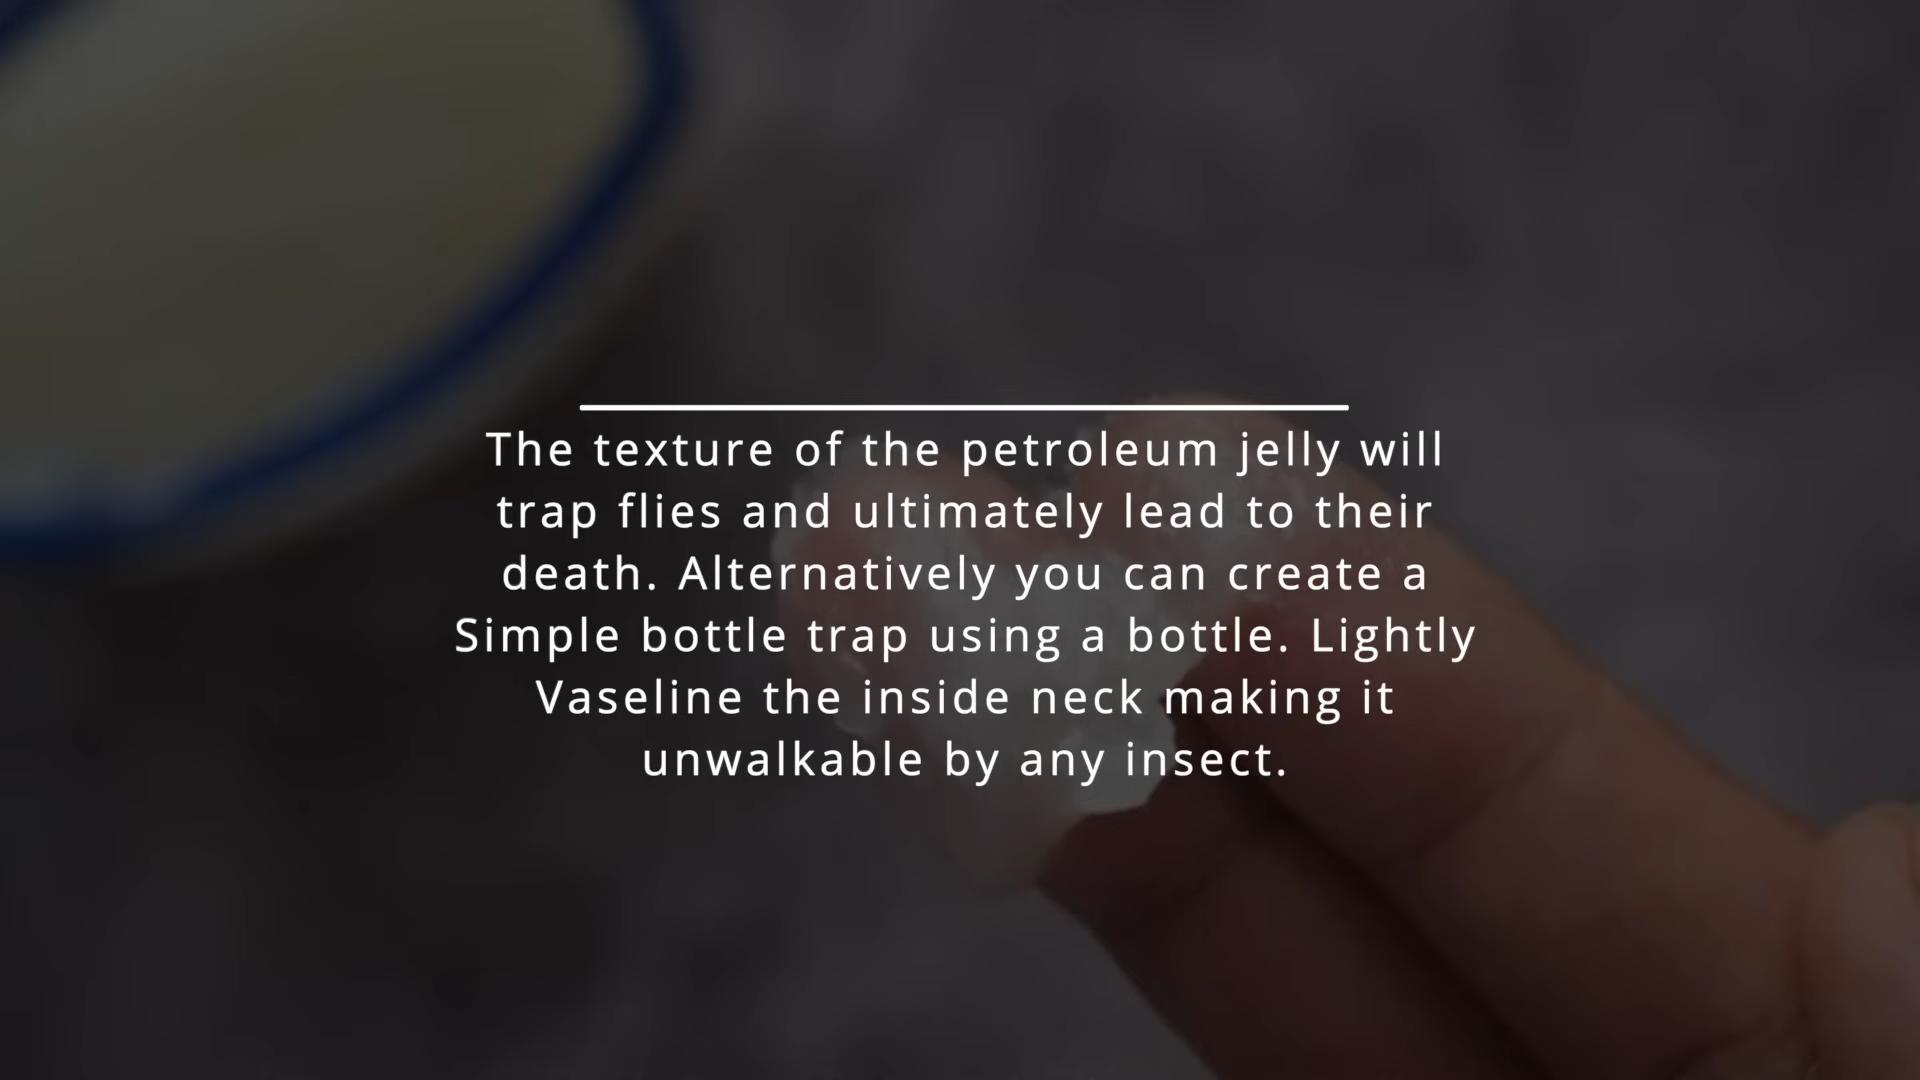 The texture of the petroleum jelly will
trap flies and ultimately lead to their
death. Alternatively you can create a
Simple bottle trap using a bottle. Lightly
Vaseline the inside neck making it
unwalkable by any insect.